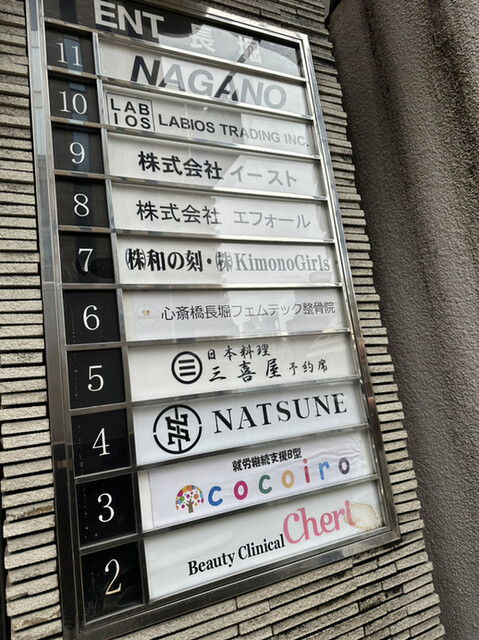 ENT 長堀
11 NAGANO
10 LAB IOS LABIOS TRADING INC.
9 株式会社 イースト
8 株式会社 エフォール
7 ㈱和の刻・㈱KimonoGirls
6 心斎橋長堀フェムテック整骨院
日本料理
5 三喜屋 予約席
4 NATSUNE
就労継続支援B型
3 cocoiro
2 Beauty Clinical Cheri